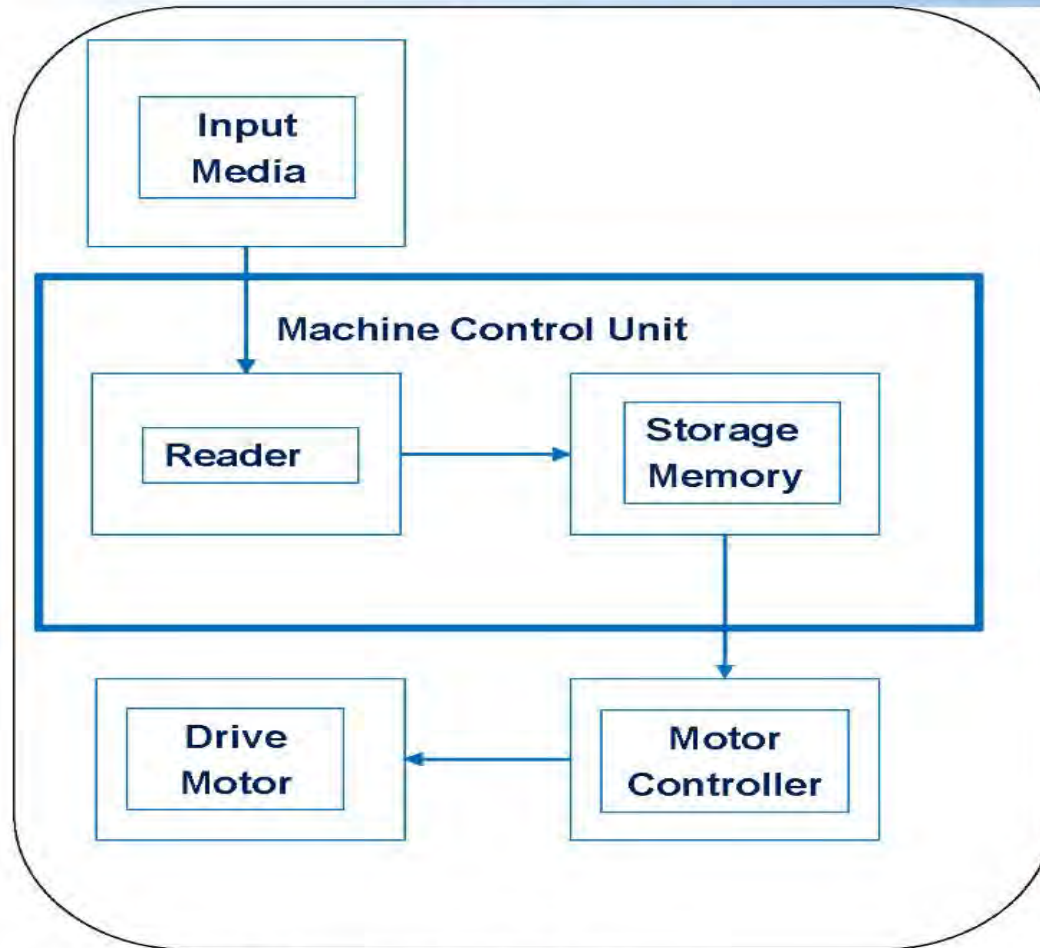 Input
Media
Machine Control Unit
Reader
Storage
Memory
Drive
Motor
Motor
Controller